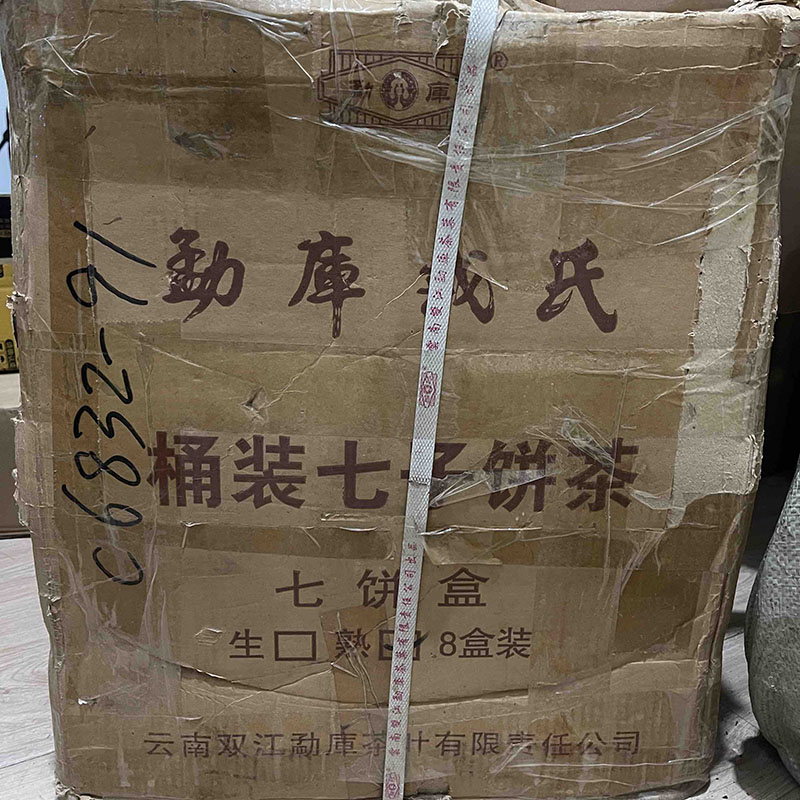 勐 庫 ®
勐庫戎氏
桶装七子饼茶
七饼盒
生□ 熟☑ 8盒装
云南双江勐庫茶叶有限责任公司
C6832-91